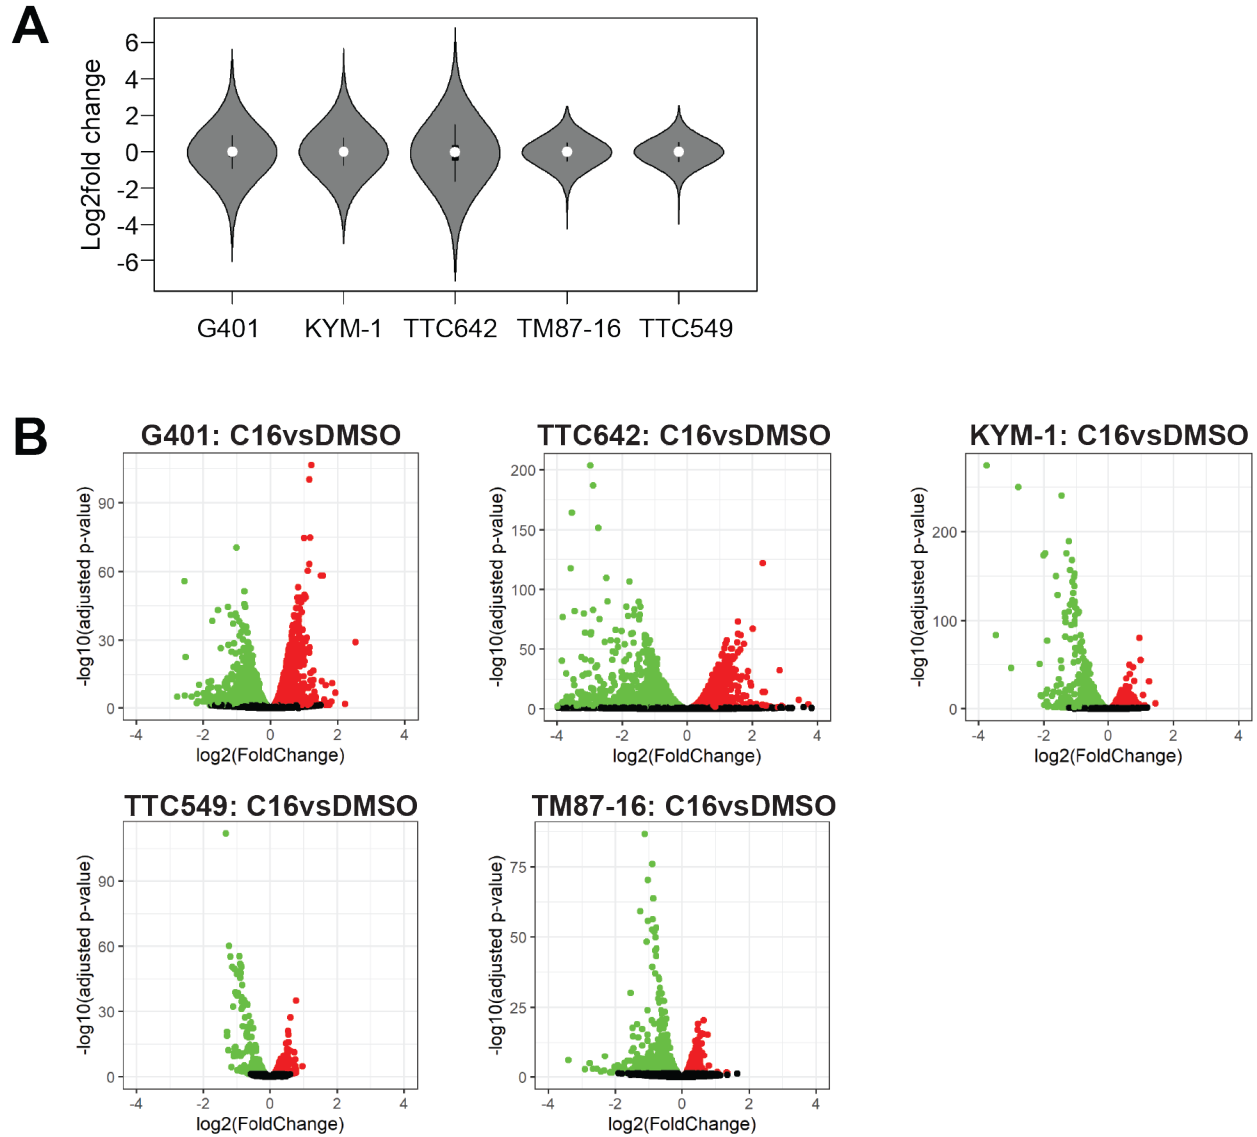 A
Log2fold change
6
4
2
0
-2
-4
-6
G401 KYM-1 TTC642 TM87-16 TTC549
B
G401: C16vsDMSO
-log10(adjusted p-value)
90
60
30
0
-4 -2 0 2 4
log2(FoldChange)
TTC642: C16vsDMSO
-log10(adjusted p-value)
200
150
100
50
0
-4 -2 0 2 4
log2(FoldChange)
KYM-1: C16vsDMSO
-log10(adjusted p-value)
200
100
0
-4 -2 0 2 4
log2(FoldChange)
TTC549: C16vsDMSO
-log10(adjusted p-value)
90
60
30
0
-4 -2 0 2 4
log2(FoldChange)
TM87-16: C16vsDMSO
-log10(adjusted p-value)
75
50
25
0
-4 -2 0 2 4
log2(FoldChange)